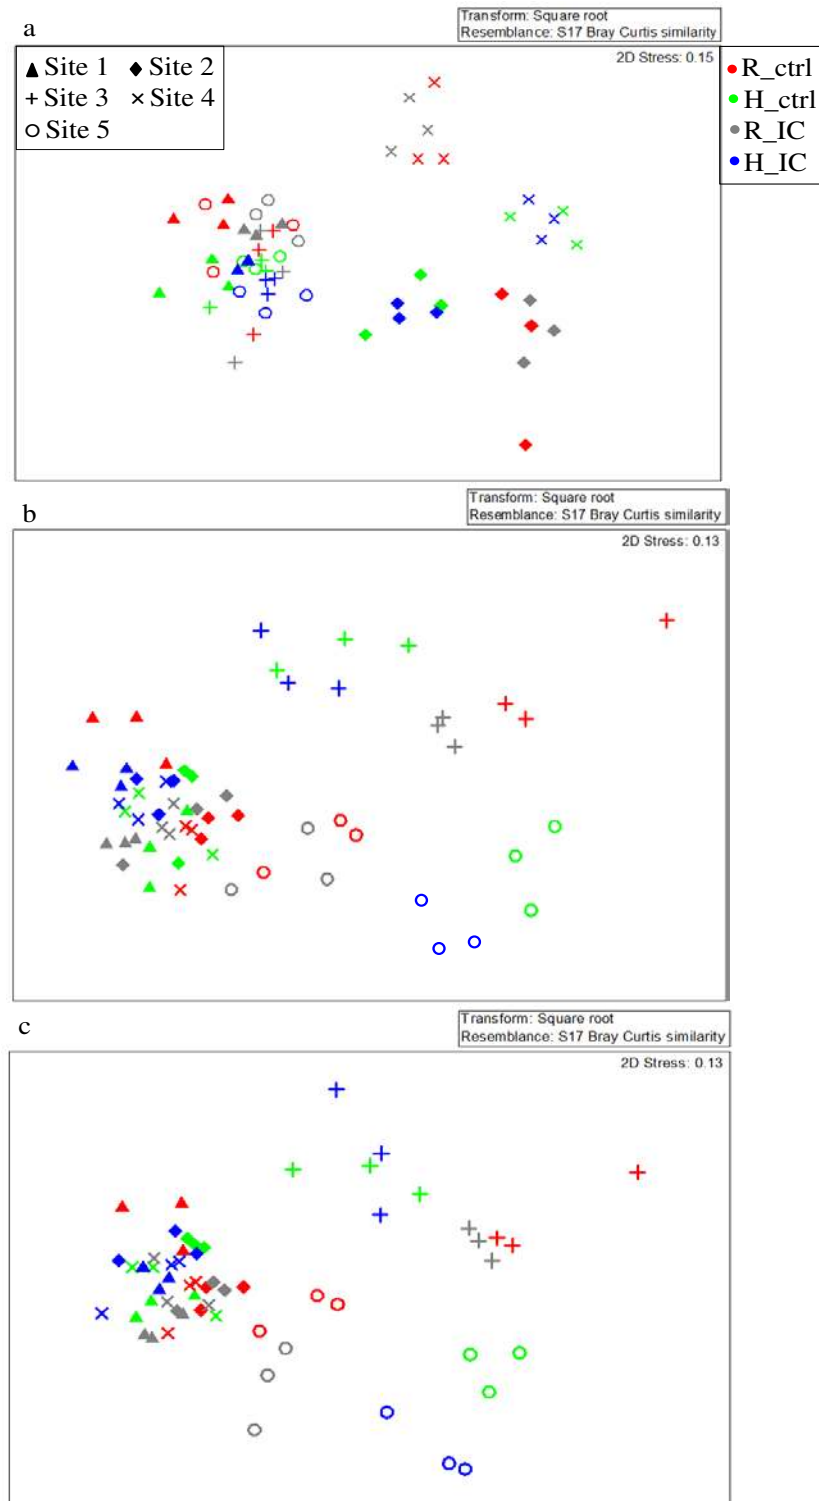 a
Transform: Square root
Resemblance: S17 Bray Curtis similarity
2D Stress: 0.15
Site 1 Site 2
Site 3 Site 4
Site 5
R_ctrl
H_ctrl
R_IC
H_IC
b
Transform: Square root
Resemblance: S17 Bray Curtis similarity
2D Stress: 0.13
c
Transform: Square root
Resemblance: S17 Bray Curtis similarity
2D Stress: 0.13